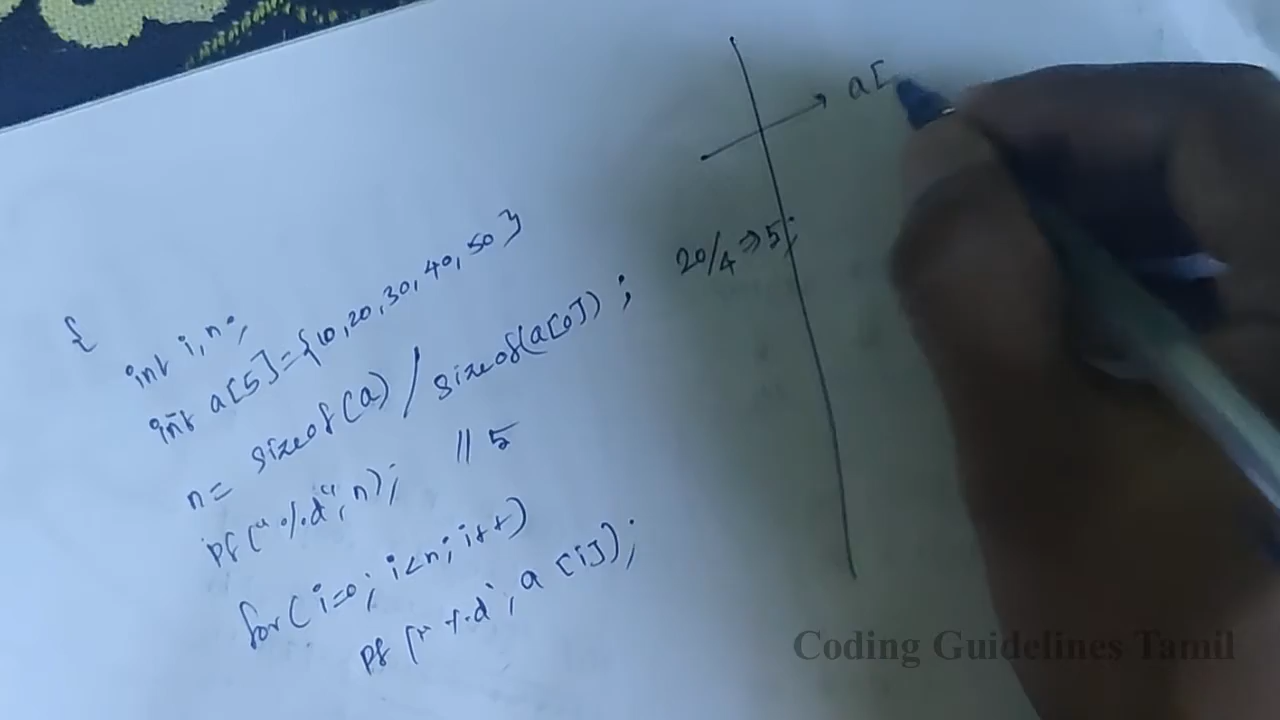 {
int i,n;
int a[5]={10,20,30,40,50}
n= sizeof(a)/sizeof(a[0]);
20/4⇒5;
pf("%d",n); // 5
for(i=0; i<n; i++)
pf("%d",a[i]);
a[
Coding Guidelines Tamil